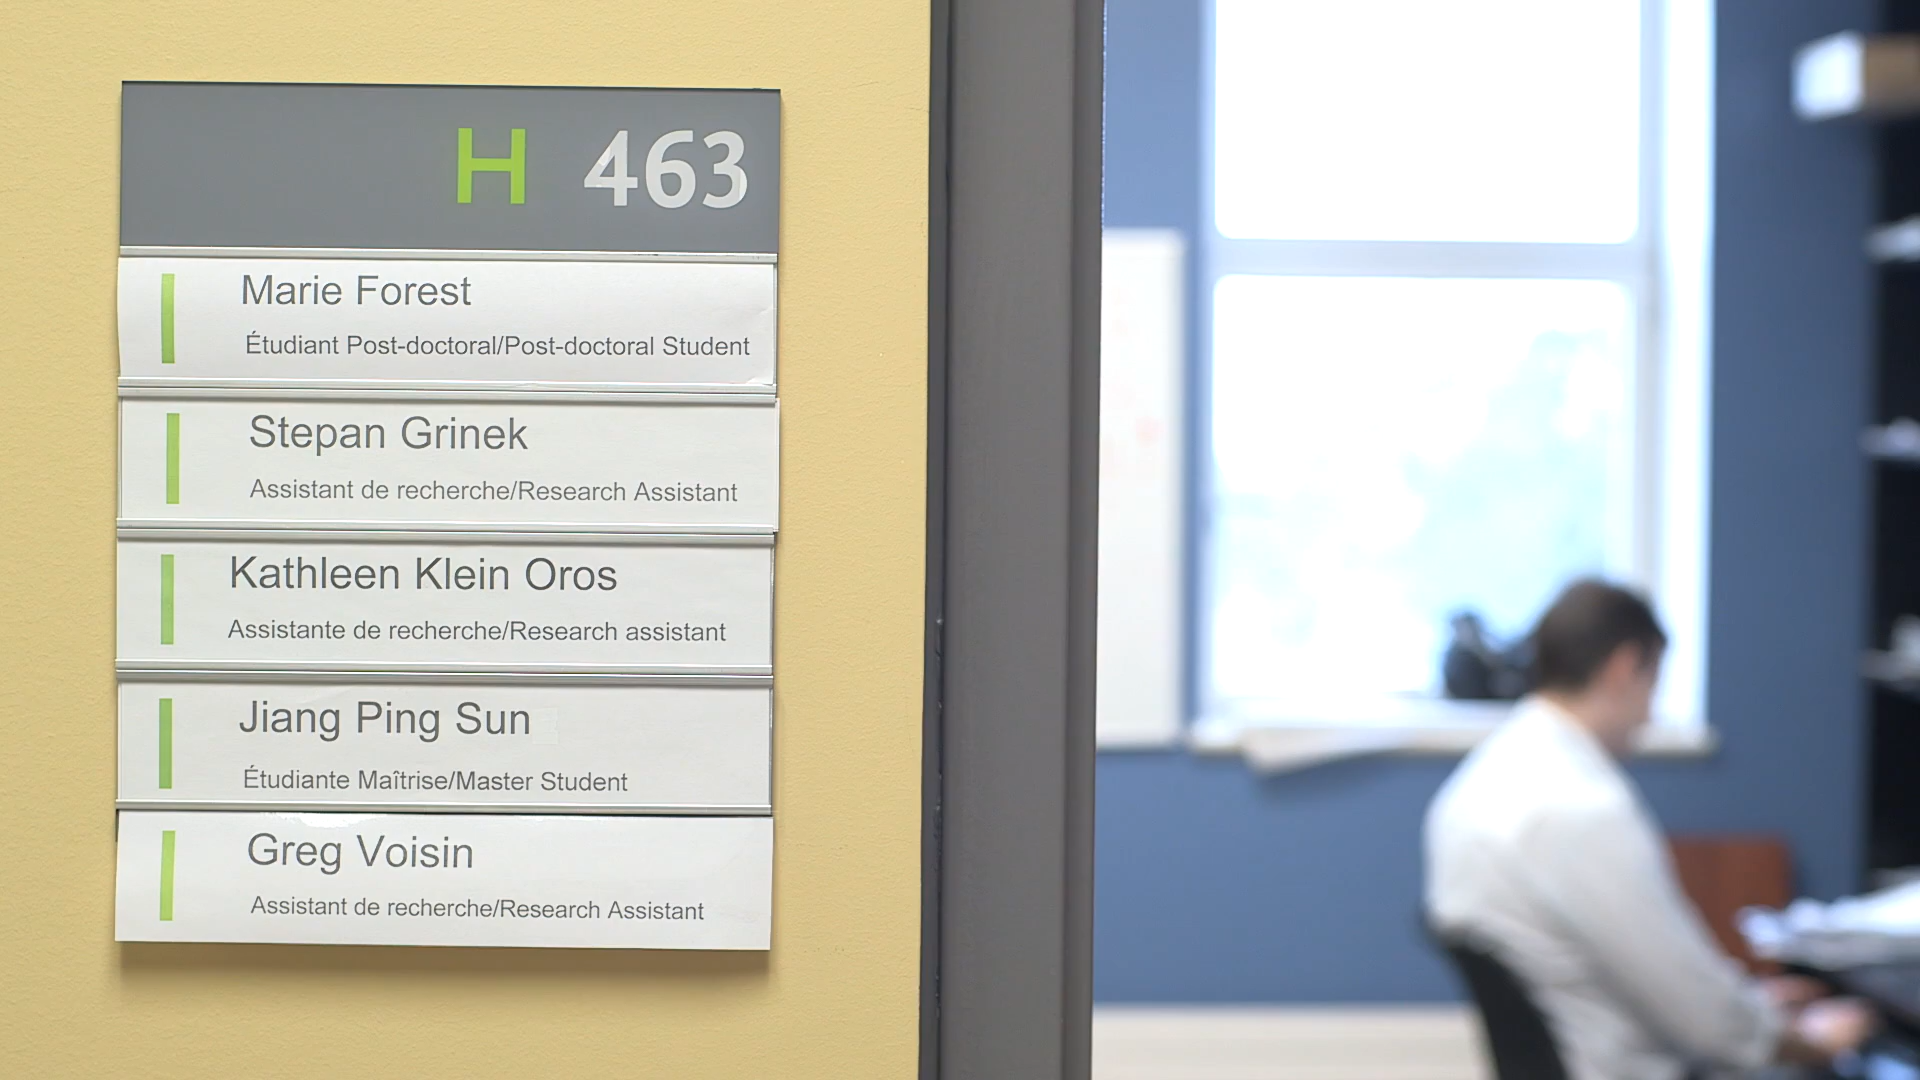 H 463
Marie Forest
Étudiant Post-doctoral/Post-doctoral Student
Stepan Grinek
Assistant de recherche/Research Assistant
Kathleen Klein Oros
Assistante de recherche/Research assistant
Jiang Ping Sun
Étudiante Maîtrise/Master Student
Greg Voisin
Assistant de recherche/Research Assistant